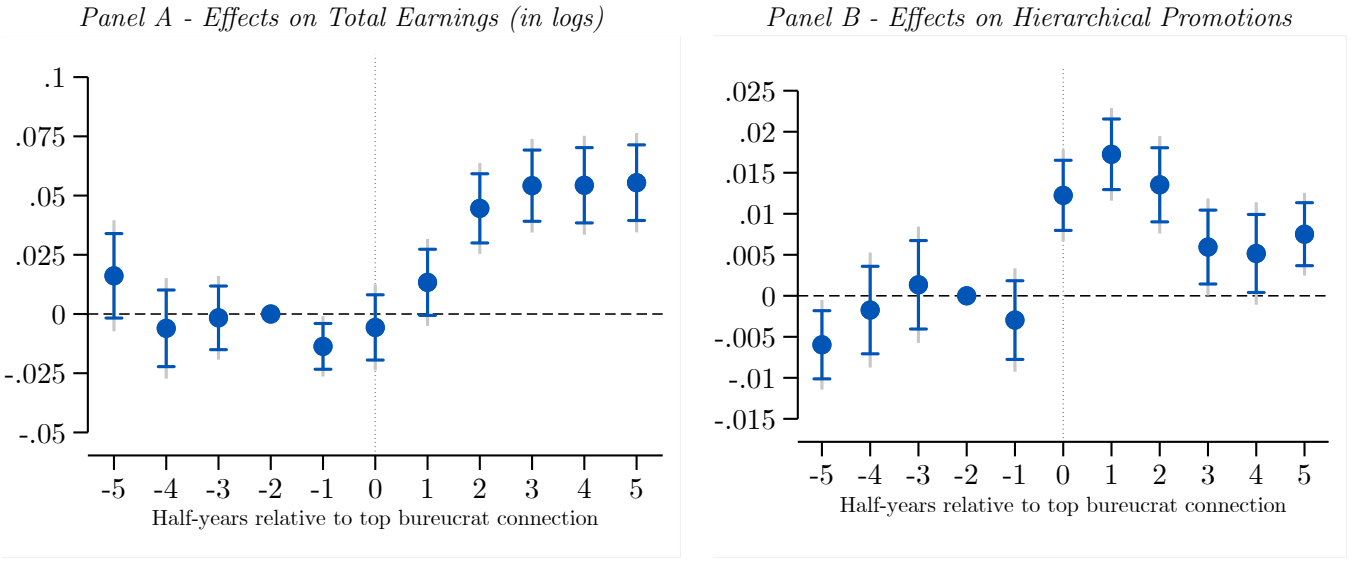 Panel A - Effects on Total Earnings (in logs)
.1
.075
.05
.025
0
-.025
-.05
-5 -4 -3 -2 -1 0 1 2 3 4 5
Half-years relative to top bureucrat connection
Panel B - Effects on Hierarchical Promotions
.025
.02
.015
.01
.005
0
-.005
-.01
-.015
-5 -4 -3 -2 -1 0 1 2 3 4 5
Half-years relative to top bureucrat connection